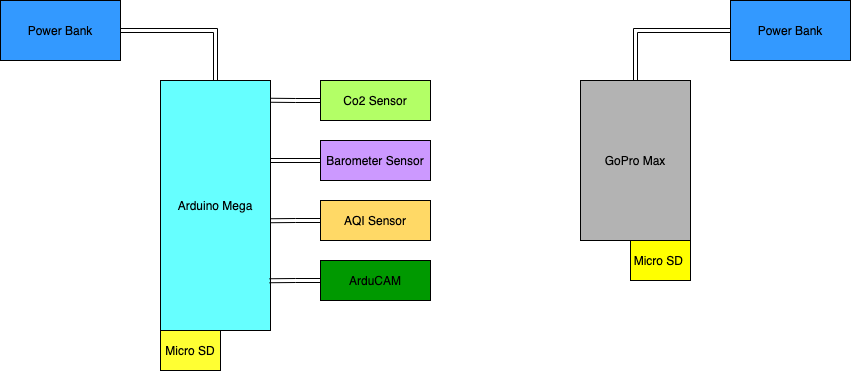 Power Bank
Power Bank
Co2 Sensor
Barometer Sensor
GoPro Max
Arduino Mega
AQI Sensor
Micro SD
ArduCAM
Micro SD